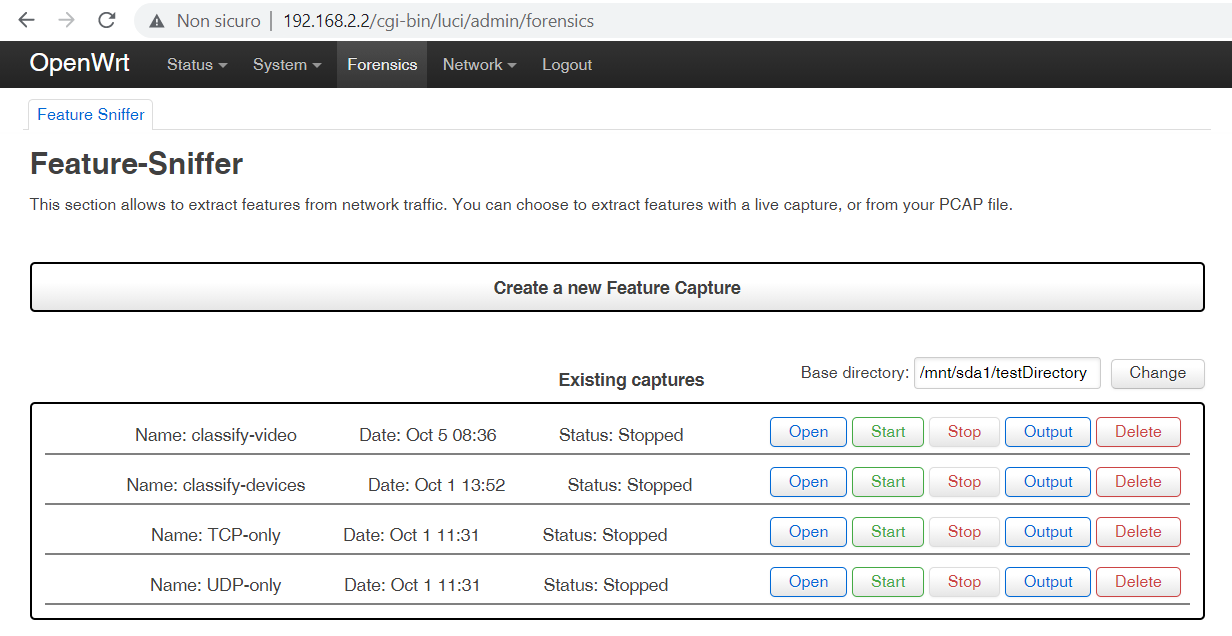 Non sicuro | 192.168.2.2/cgi-bin/luci/admin/forensics
OpenWrt Status System Forensics Network Logout
Feature Sniffer
Feature-Sniffer
This section allows to extract features from network traffic. You can choose to extract features with a live capture, or from your PCAP file.
Create a new Feature Capture
Existing captures Base directory: /mnt/sda1/testDirectory Change
Name: classify-video Date: Oct 5 08:36 Status: Stopped Open Start Stop Output Delete
Name: classify-devices Date: Oct 1 13:52 Status: Stopped Open Start Stop Output Delete
Name: TCP-only Date: Oct 1 11:31 Status: Stopped Open Start Stop Output Delete
Name: UDP-only Date: Oct 1 11:31 Status: Stopped Open Start Stop Output Delete